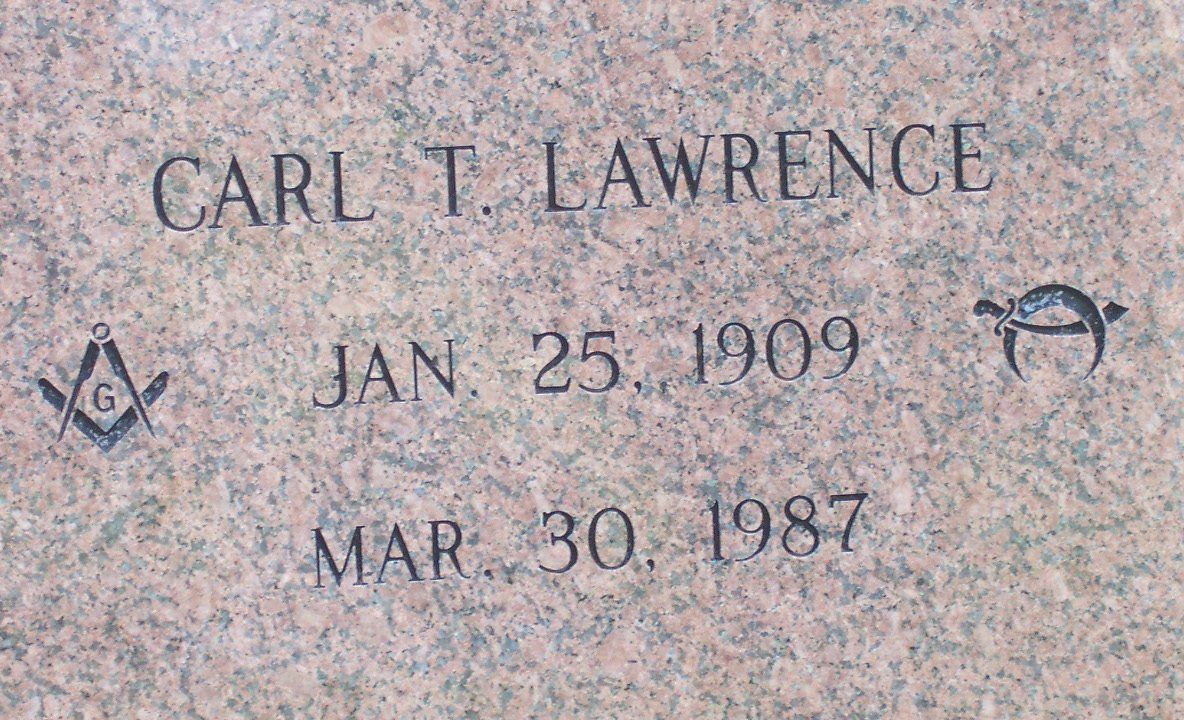 CARL T. LAWRENCE
JAN. 25, 1909
G
MAR. 30, 1987